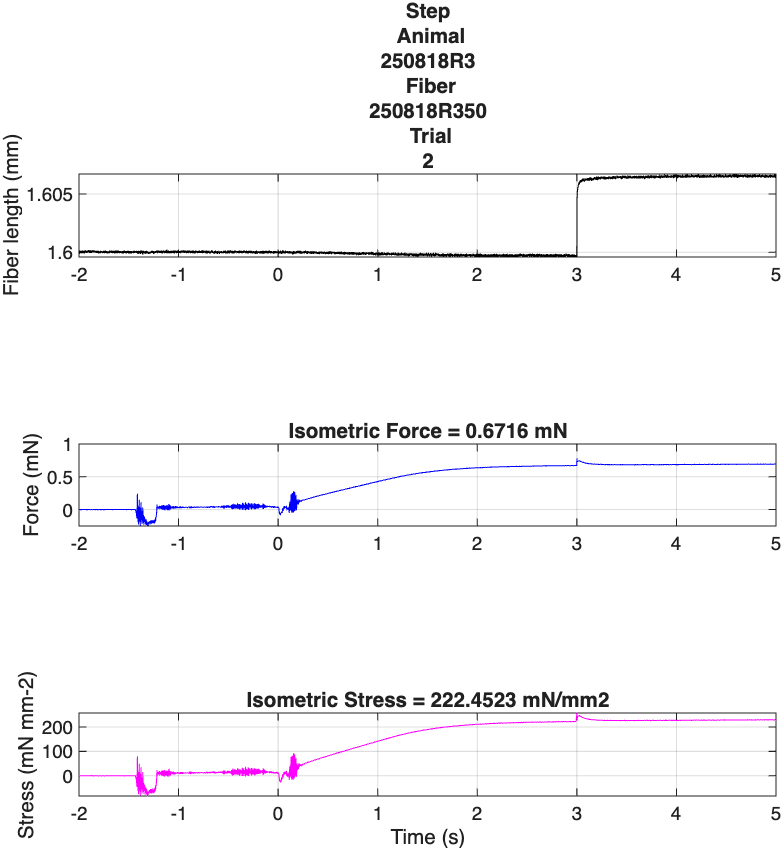 Step
Animal
250818R3
Fiber
250818R350
Trial
2
Fiber length (mm)
1.605
1.6
-2 -1 0 1 2 3 4 5
Isometric Force = 0.6716 mN
Force (mN)
1
0.5
0
-2 -1 0 1 2 3 4 5
Isometric Stress = 222.4523 mN/mm2
Stress (mN mm-2)
200
100
0
-2 -1 0 1 2 3 4 5
Time (s)